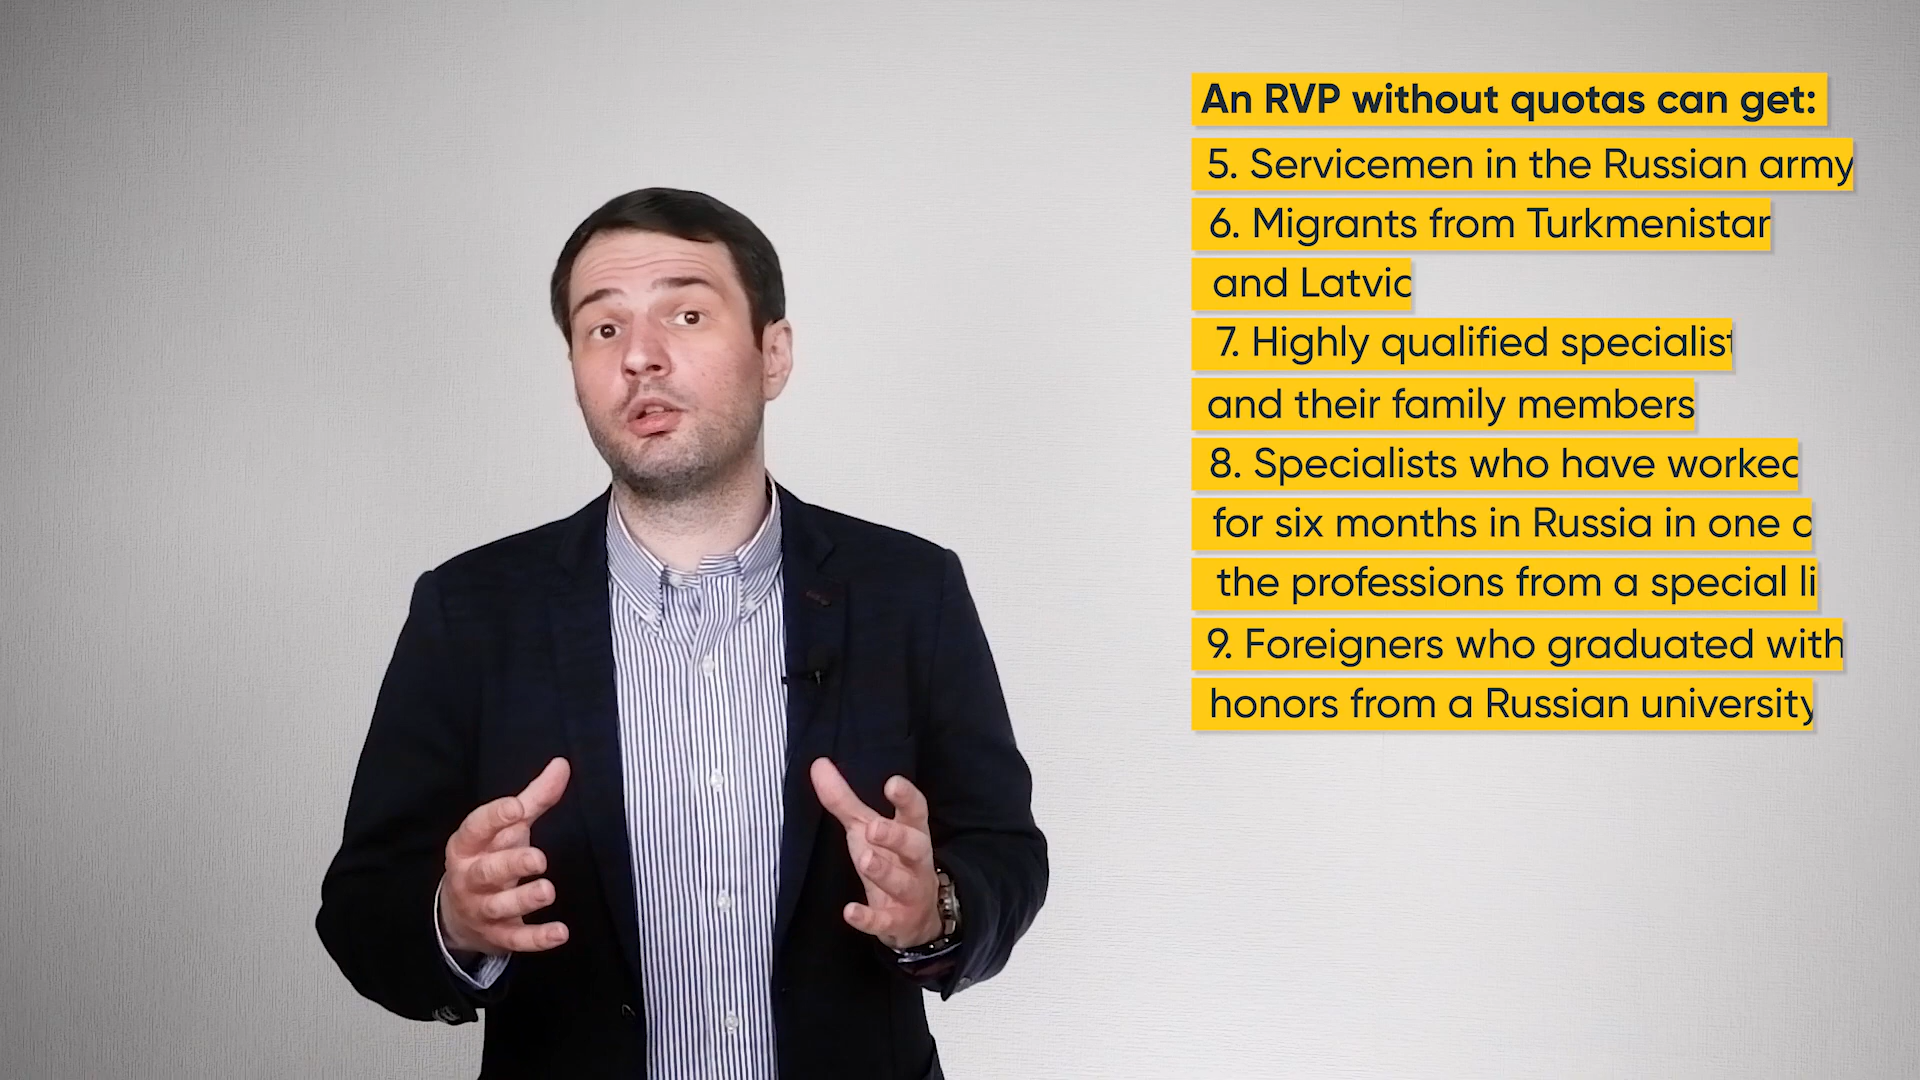 An RVP without quotas can get:
5. Servicemen in the Russian army
6. Migrants from Turkmenistan
and Latvia
7. Highly qualified specialist
and their family members
8. Specialists who have worked
for six months in Russia in one o
the professions from a special li
9. Foreigners who graduated with
honors from a Russian university